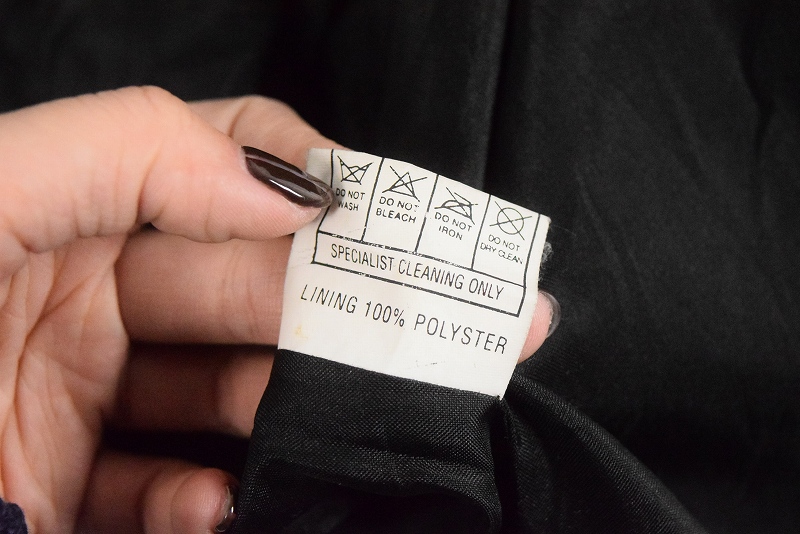 DO NOT
WASH
DO NOT
BLEACH
DO NOT
IRON
DO NOT
DRY CLEAN
SPECIALIST CLEANING ONLY
LINING 100% POLYSTER